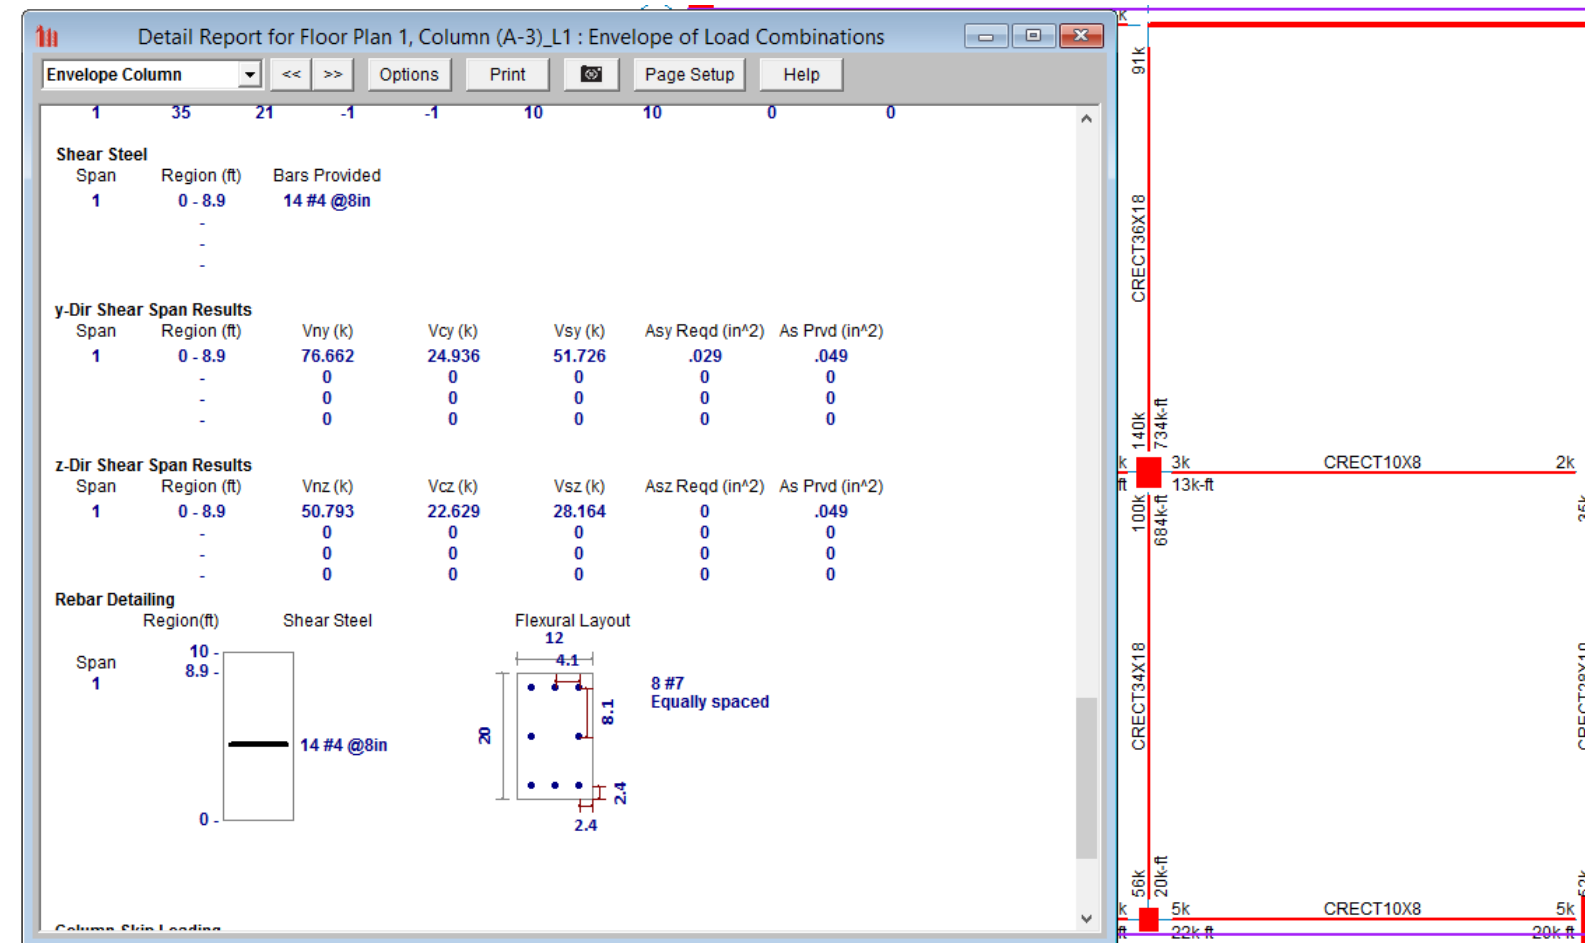 Detail Report for Floor Plan 1, Column (A-3)_L1 : Envelope of Load Combinations
Envelope Column << >> Options Print Page Setup Help
1 35 21 -1 -1 10 10 0 0
Shear Steel
Span Region (ft) Bars Provided
1 0 - 8.9 14 #4 @8in
-
-
-
y-Dir Shear Span Results
Span Region (ft) Vny (k) Vcy (k) Vsy (k) Asy Reqd (in^2) As Prvd (in^2)
1 0 - 8.9 76.662 24.936 51.726 .029 .049
- 0 0 0 0 0
- 0 0 0 0 0
- 0 0 0 0 0
z-Dir Shear Span Results
Span Region (ft) Vnz (k) Vcz (k) Vsz (k) Asz Reqd (in^2) As Prvd (in^2)
1 0 - 8.9 50.793 22.629 28.164 0 .049
- 0 0 0 0 0
- 0 0 0 0 0
- 0 0 0 0 0
Rebar Detailing
Region(ft) Shear Steel Flexural Layout
Span
1
10 -
8.9 -
0 -
14 #4 @8in
12
4.1
20
8.1
2.4
2.4
8 #7
Equally spaced
Column Skip Loading
k
91k
CRECT36X18
140k
734k-ft
k
3k CRECT10X8 2k
ft
13k-ft
100k
684k-ft
35k
CRECT34X18
56k
20k-ft
k
5k CRECT10X8 5k
ft
22k-ft
20k-ft